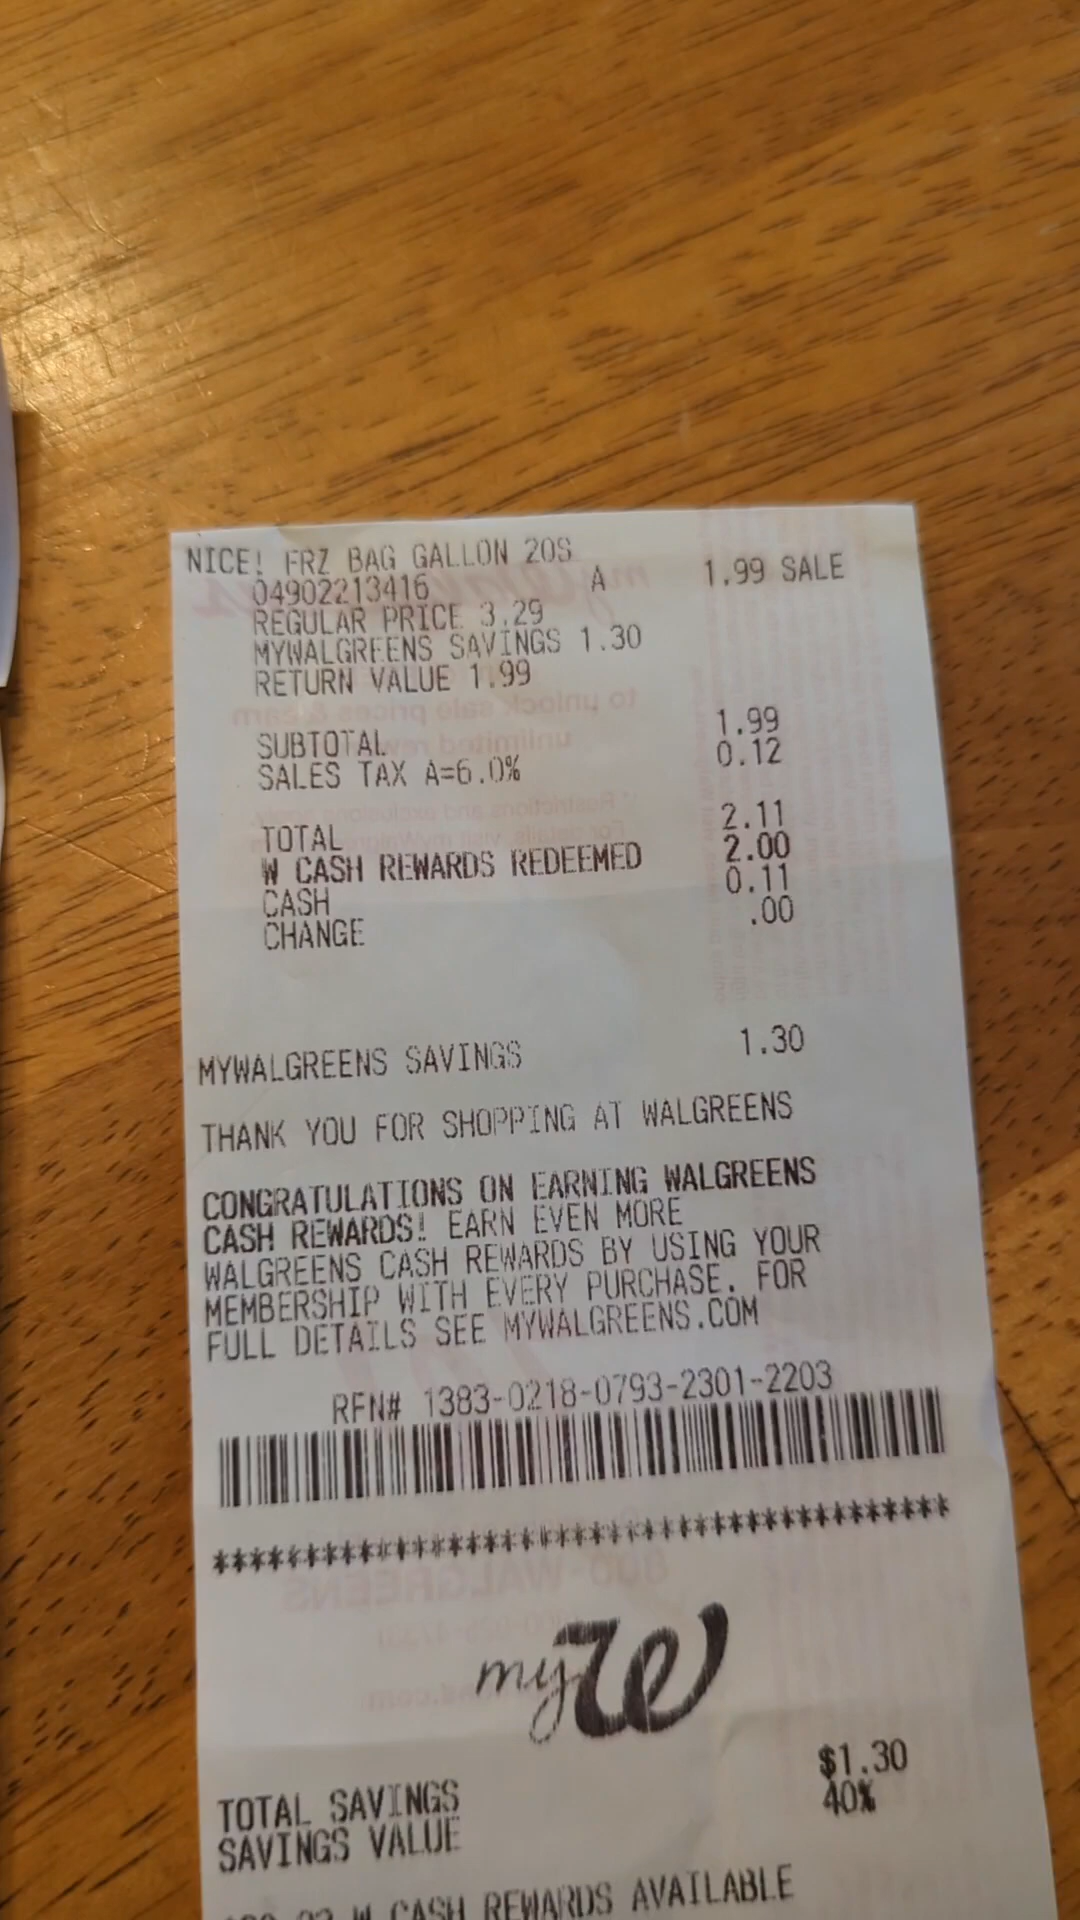 NICE! FRZ BAG GALLON 20S
04902213416 A 1.99 SALE
REGULAR PRICE 3.29
MYWALGREENS SAVINGS 1.30
RETURN VALUE 1.99
SUBTOTAL 1.99
SALES TAX A=6.0% 0.12
TOTAL 2.11
W CASH REWARDS REDEEMED 2.00
CASH 0.11
CHANGE .00
MYWALGREENS SAVINGS 1.30
THANK YOU FOR SHOPPING AT WALGREENS
CONGRATULATIONS ON EARNING WALGREENS
CASH REWARDS! EARN EVEN MORE
WALGREENS CASH REWARDS BY USING YOUR
MEMBERSHIP WITH EVERY PURCHASE. FOR
FULL DETAILS SEE MYWALGREENS.COM
RFN# 1383-0218-0793-2301-2203
****************************************
myW
TOTAL SAVINGS $1.30
SAVINGS VALUE 40%
W CASH REWARDS AVAILABLE